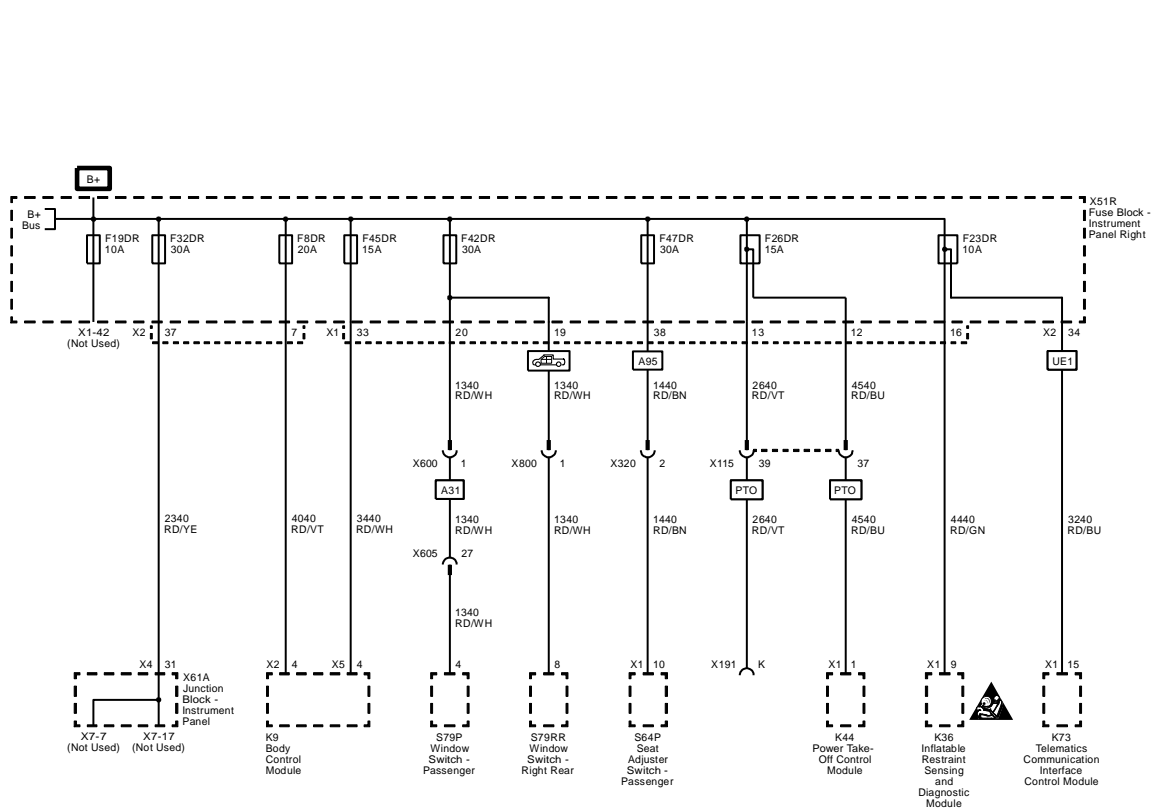 B+
X51R
Fuse Block -
Instrument
Panel Right
B+
Bus
F19DR
10A
F32DR
30A
F8DR
20A
F45DR
15A
F42DR
30A
F47DR
30A
F26DR
15A
F23DR
10A
X1-42
(Not Used)
X2 37
7
X1 33
20
19
38
13
12
16
X2 34
A95
UE1
1340
RD/WH
1340
RD/WH
1440
RD/BN
2640
RD/VT
4540
RD/BU
X600 1
X800 1
X320 2
X115 39
37
A31
PTO
PTO
2340
RD/YE
4040
RD/VT
3440
RD/WH
1340
RD/WH
1340
RD/WH
1440
RD/BN
2640
RD/VT
4540
RD/BU
4440
RD/GN
3240
RD/BU
X605 27
1340
RD/WH
X4 31
X2 4
X5 4
4
8
X1 10
X191 K
X1 1
X1 9
X1 15
X61A
Junction
Block -
Instrument
Panel
X7-7
(Not Used)
X7-17
(Not Used)
K9
Body
Control
Module
S79P
Window
Switch -
Passenger
S79RR
Window
Switch -
Right Rear
S64P
Seat
Adjuster
Switch -
Passenger
K44
Power Take-
Off Control
Module
K36
Inflatable
Restraint
Sensing
and
Diagnostic
Module
K73
Telematics
Communication
Interface
Control Module